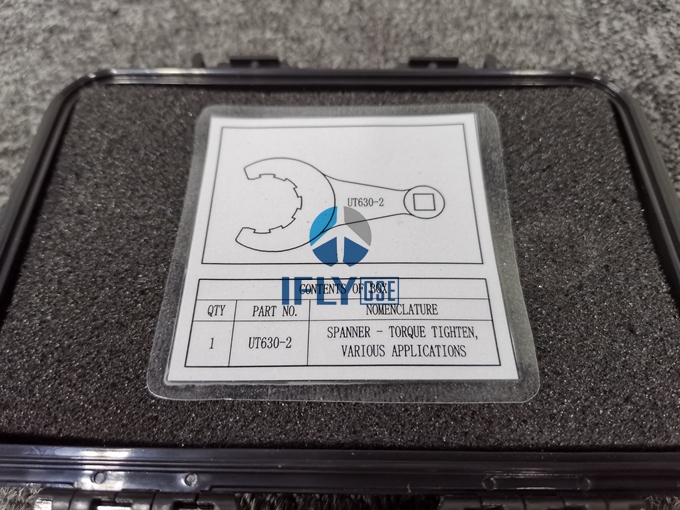 UT630-2
IFLY GSE
CONTENTS OF BOX
QTY PART NO. NOMENCLATURE
1 UT630-2 SPANNER - TORQUE TIGHTEN,
VARIOUS APPLICATIONS